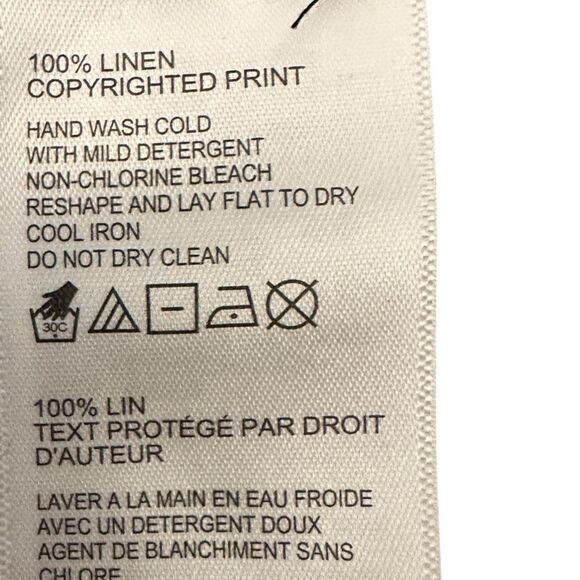 100% LINEN
COPYRIGHTED PRINT
HAND WASH COLD
WITH MILD DETERGENT
NON-CHLORINE BLEACH
RESHAPE AND LAY FLAT TO DRY
COOL IRON
DO NOT DRY CLEAN
30C
100% LIN
TEXT PROTÉGÉ PAR DROIT
D'AUTEUR
LAVER A LA MAIN EN EAU FROIDE
AVEC UN DETERGENT DOUX
AGENT DE BLANCHIMENT SANS
CHLORE